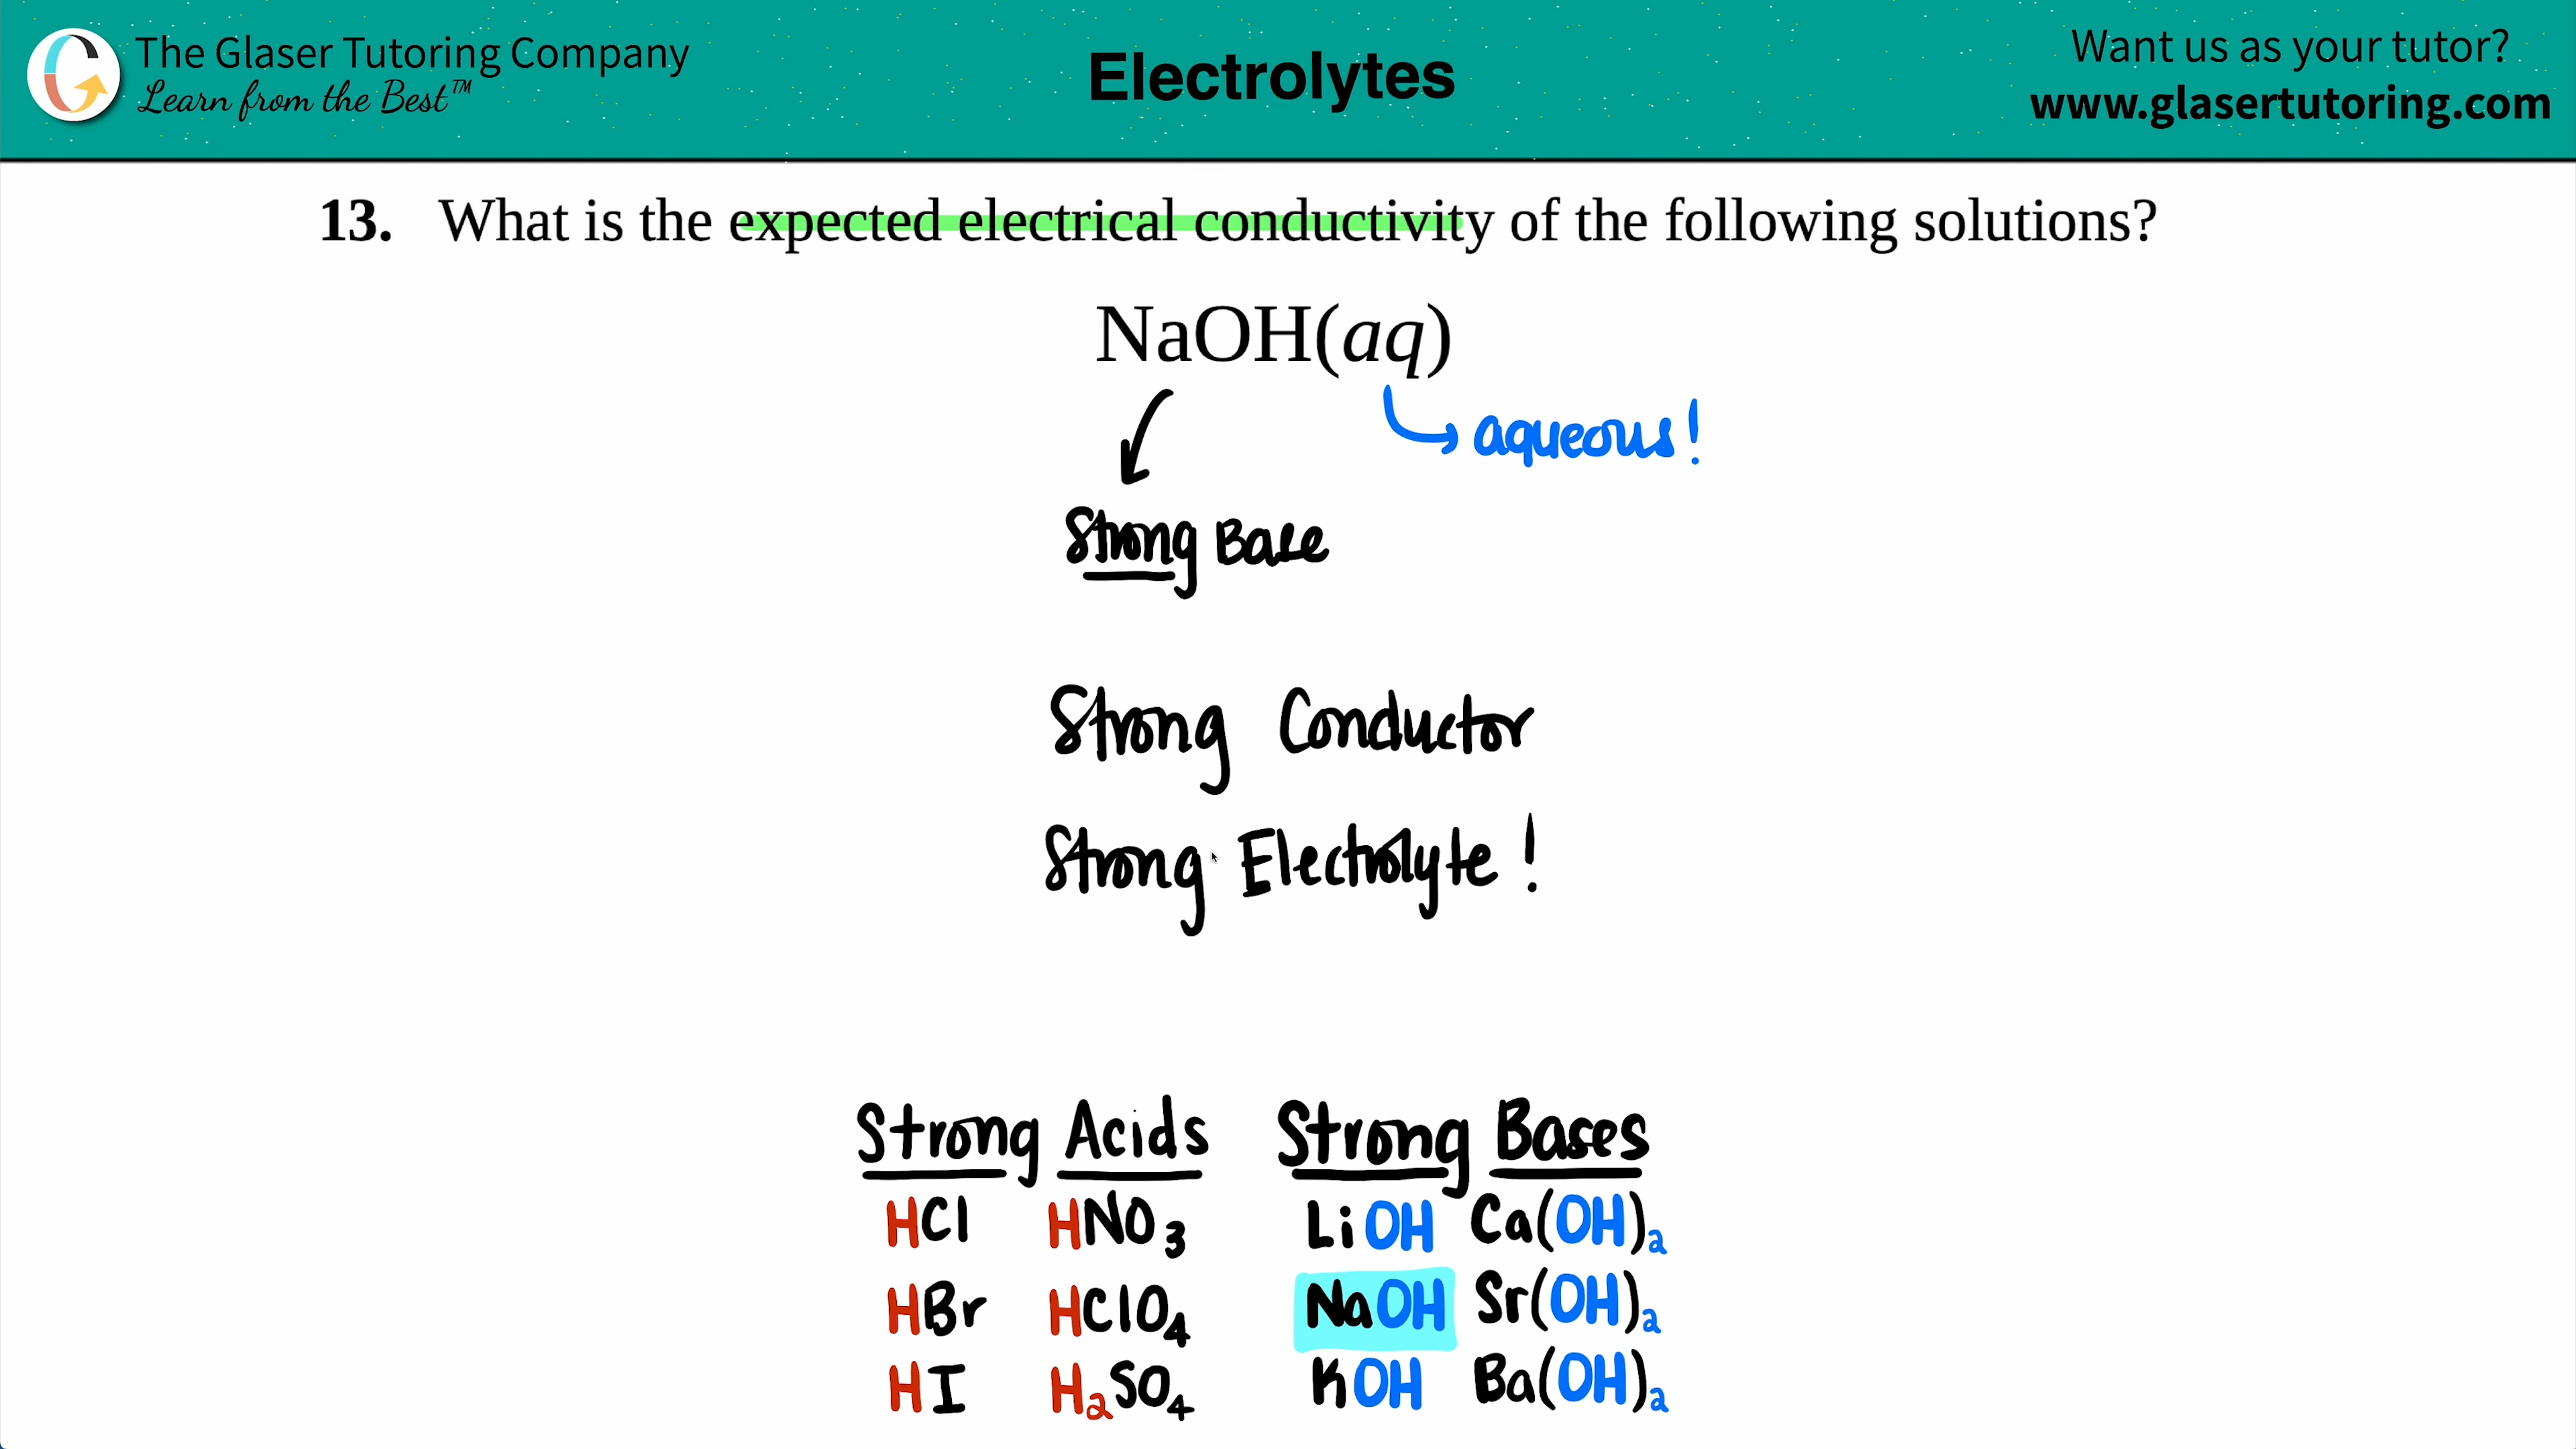 The Glaser Tutoring Company
Learn from the Best™
Electrolytes
Want us as your tutor?
www.glasertutoring.com
13. What is the expected electrical conductivity of the following solutions?
NaOH(aq)
aqueous!
Strong Base
Strong Conductor
Strong Electrolyte!
Strong Acids Strong Bases
HCl HNO₃ LiOH Ca(OH)₂
HBr HClO₄ NaOH Sr(OH)₂
HI H₂SO₄ KOH Ba(OH)₂